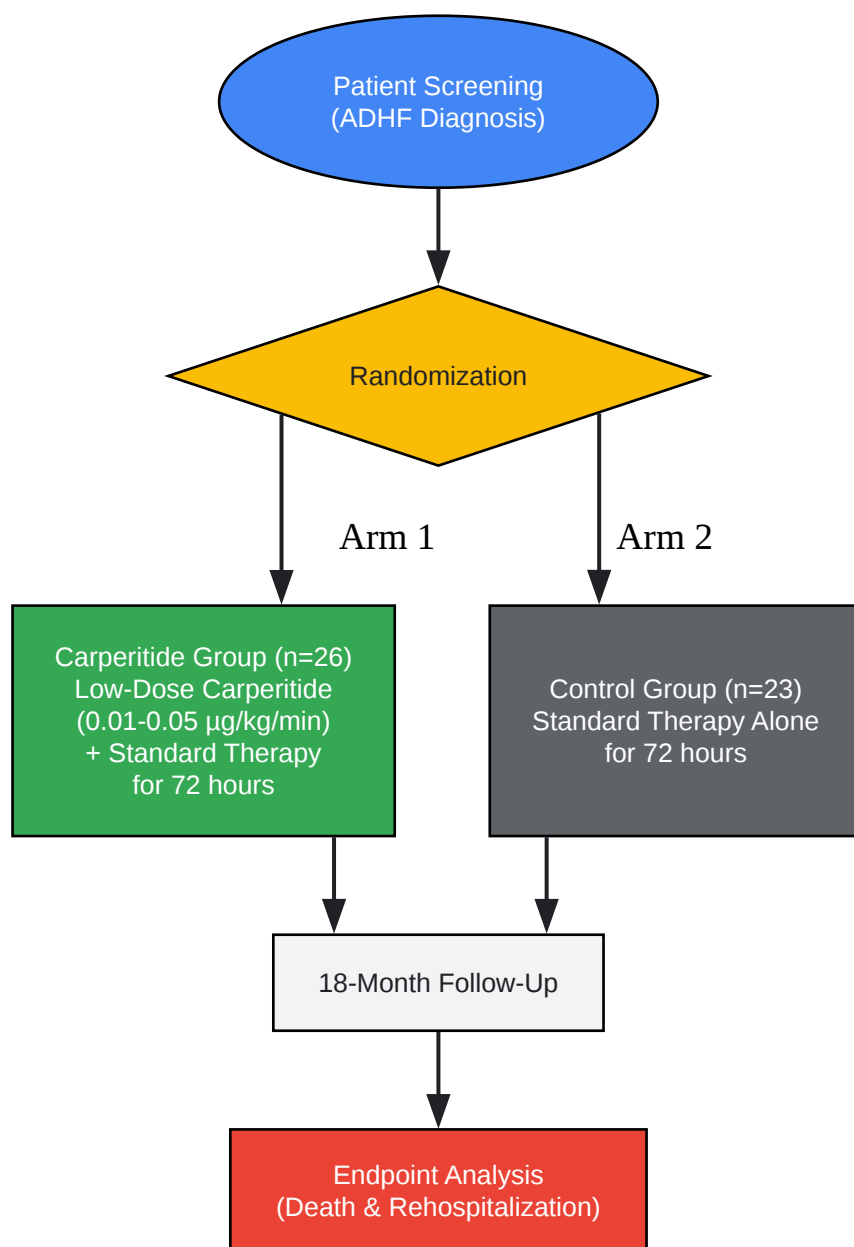 Patient Screening
(ADHF Diagnosis)
Randomization
Arm 1
Arm 2
Carperitide Group (n=26)
Low-Dose Carperitide
(0.01-0.05 µg/kg/min)
+ Standard Therapy
for 72 hours
Control Group (n=23)
Standard Therapy Alone
for 72 hours
18-Month Follow-Up
Endpoint Analysis
(Death & Rehospitalization)